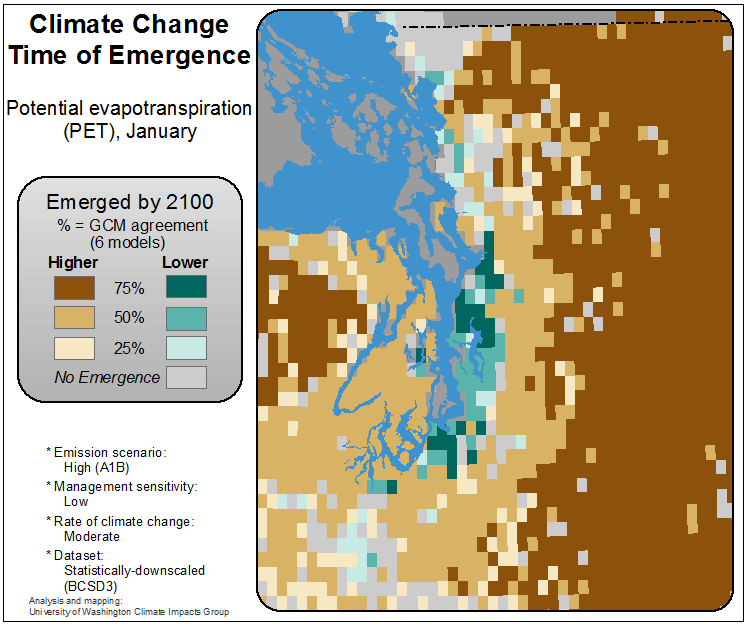 Climate Change
Time of Emergence
Potential evapotranspiration
(PET), January
Emerged by 2100
% = GCM agreement
(6 models)
Higher Lower
75%
50%
25%
No Emergence
* Emission scenario:
High (A1B)
* Management sensitivity:
Low
* Rate of climate change:
Moderate
* Dataset:
Statistically-downscaled
(BCSD3)
Analysis and mapping:
University of Washington Climate Impacts Group